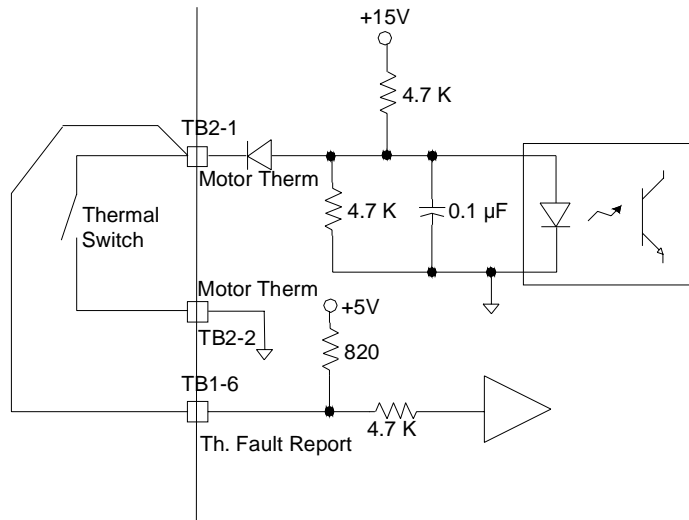 +15V
4.7 K
TB2-1
Motor Therm
4.7 K
0.1 µF
Thermal
Switch
Motor Therm
+5V
TB2-2
820
TB1-6
4.7 K
Th. Fault Report